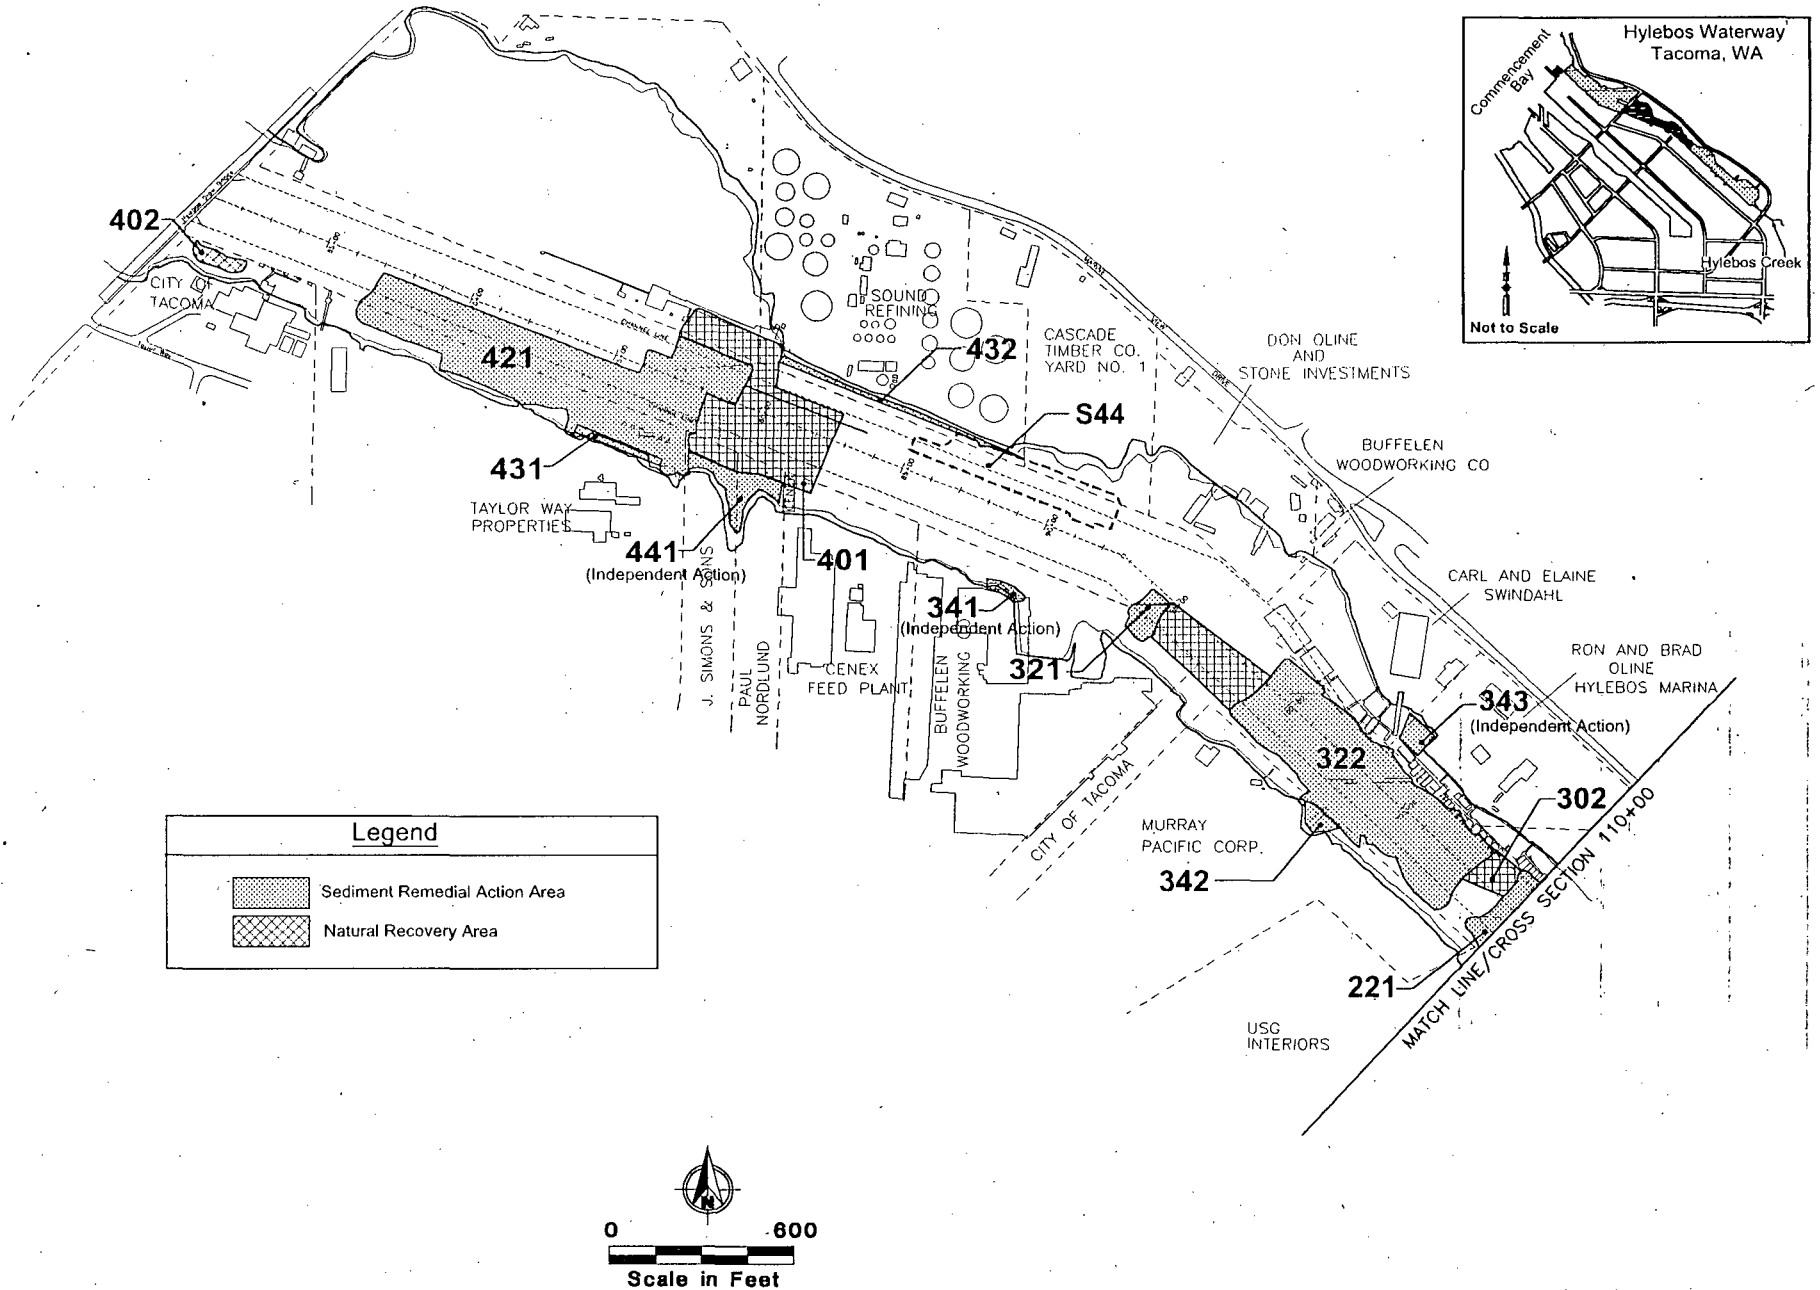 Hylebos Waterway
Tacoma, WA
Commencement
Bay
Hylebos Creek
Not to Scale
402
CITY OF
TACOMA
421
SOUND
REFINING
432
CASCADE
TIMBER CO.
YARD NO. 1
DON OLINE
AND
STONE INVESTMENTS
S44
BUFFELEN
WOODWORKING CO
431
TAYLOR WAY
PROPERTIES
441
(Independent Action)
401
341
(Independent Action)
321
J. SIMONS & SONS
PAUL
NORDLUND
CENEX
FEED PLANT
BUFFELEN
WOODWORKING CO
CARL AND ELAINE
SWINDAHL
RON AND BRAD
OLINE
HYLEBOS MARINA
343
(Independent Action)
322
302
CITY OF TACOMA
MURRAY
PACIFIC CORP.
342
221
USG
INTERIORS
MATCH LINE/CROSS SECTION 110+00
Legend
Sediment Remedial Action Area
Natural Recovery Area
N
0 600
Scale in Feet